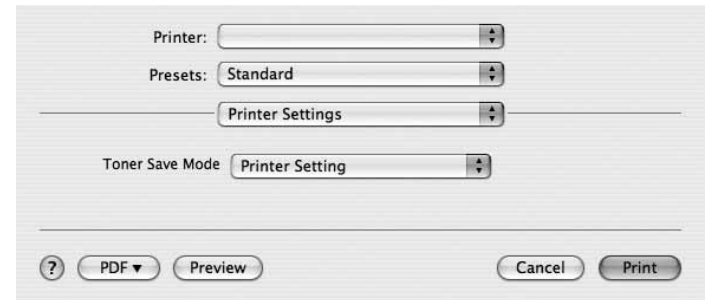 Printer:
Presets: Standard
Printer Settings
Toner Save Mode Printer Setting
? PDF▼ Preview Cancel Print